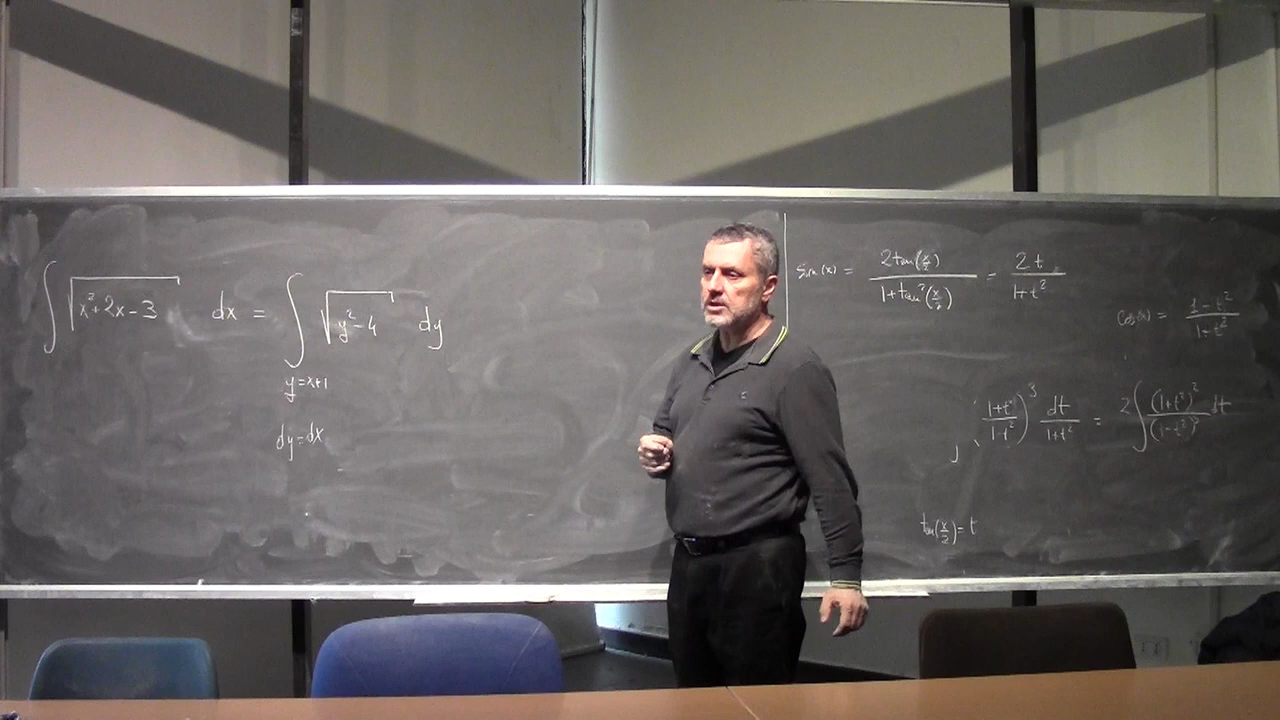 ∫ √(x²+2x-3) dx = ∫ √(y²-4) dy
y=x+1
dy=dx
Sin(x) = 2tan(x/2) / 1+tan²(x/2) = 2t / 1+t²
Cos(x) = 1-t² / 1+t²
(1+t² / 1-t²)³ dt / 1+t² = 2∫ (1+t²)² / (1-t²)³ dt
tan(x/2)=t